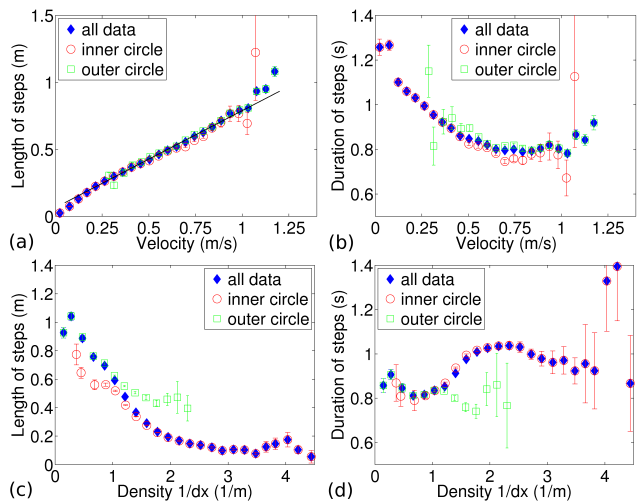 1.5
1
0.5
0
Length of steps (m)
all data
inner circle
outer circle
0 0.25 0.5 0.75 1 1.25
(a) Velocity (m/s)
1.4
1.2
1
0.8
0.6
Duration of steps (s)
all data
inner circle
outer circle
0 0.25 0.5 0.75 1 1.25
(b) Velocity (m/s)
1.4
1.2
1
0.8
0.6
0.4
0.2
0
Length of steps (m)
all data
inner circle
outer circle
0 1 2 3 4
(c) Density 1/dx (1/m)
1.4
1.2
1
0.8
0.6
Duration of steps (s)
all data
inner circle
outer circle
0 1 2 3 4
(d) Density 1/dx (1/m)